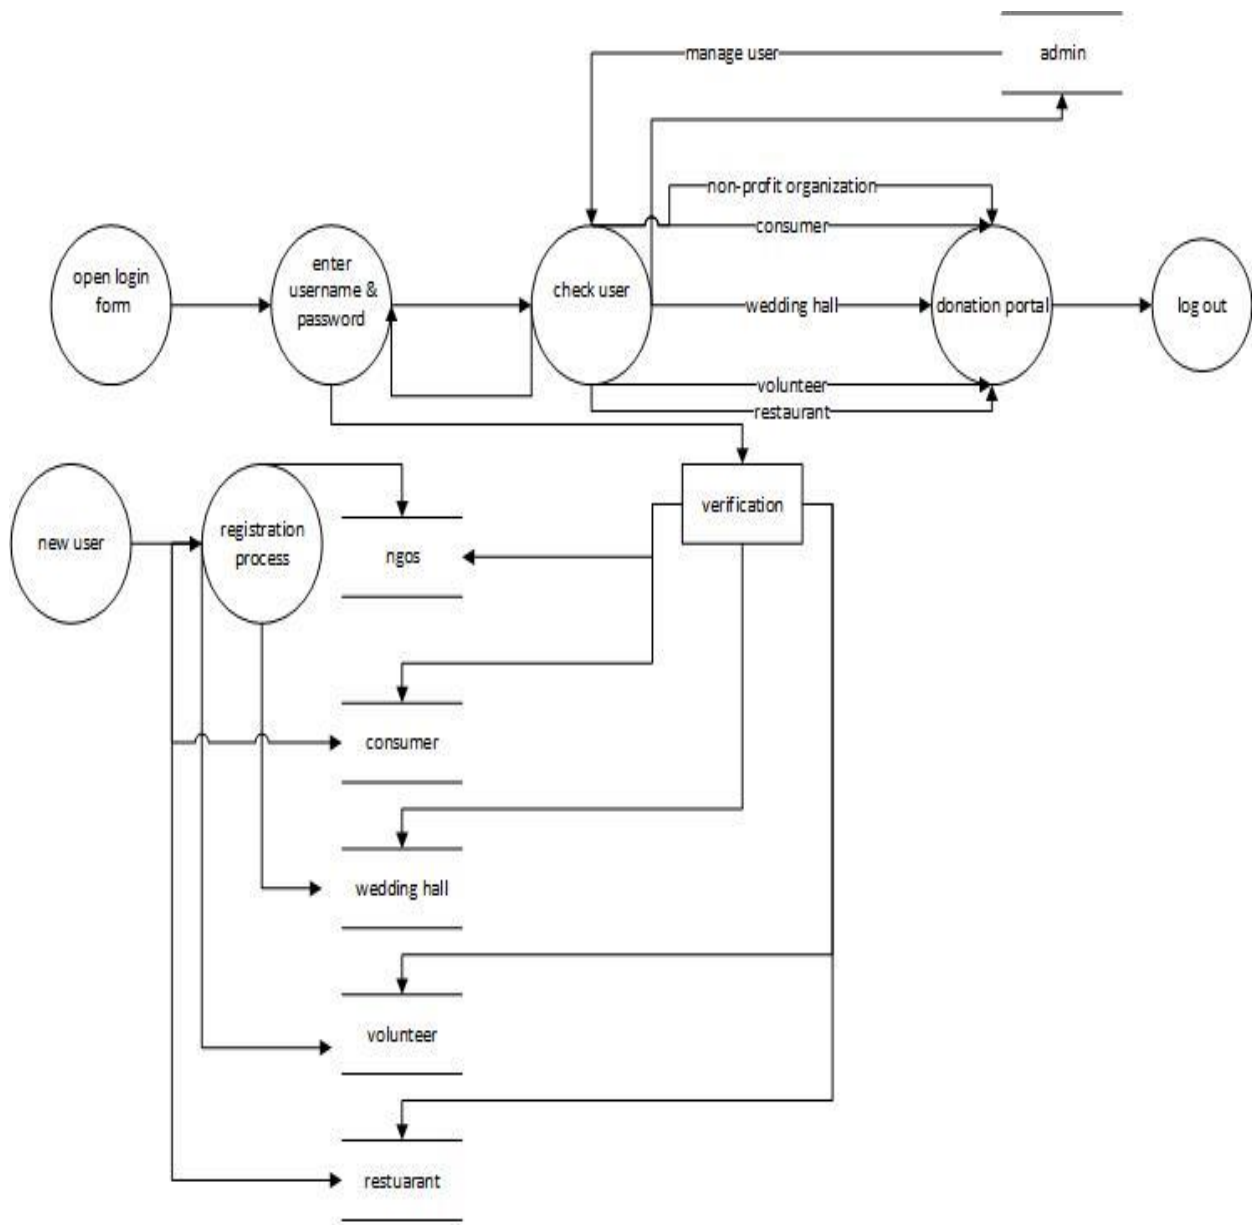 manage user
admin
non-profit organization
consumer
open login
form
enter
username &
password
check user
wedding hall
donation portal
log out
volunteer
restaurant
verification
new user
registration
process
ngos
consumer
wedding hall
volunteer
restuarant